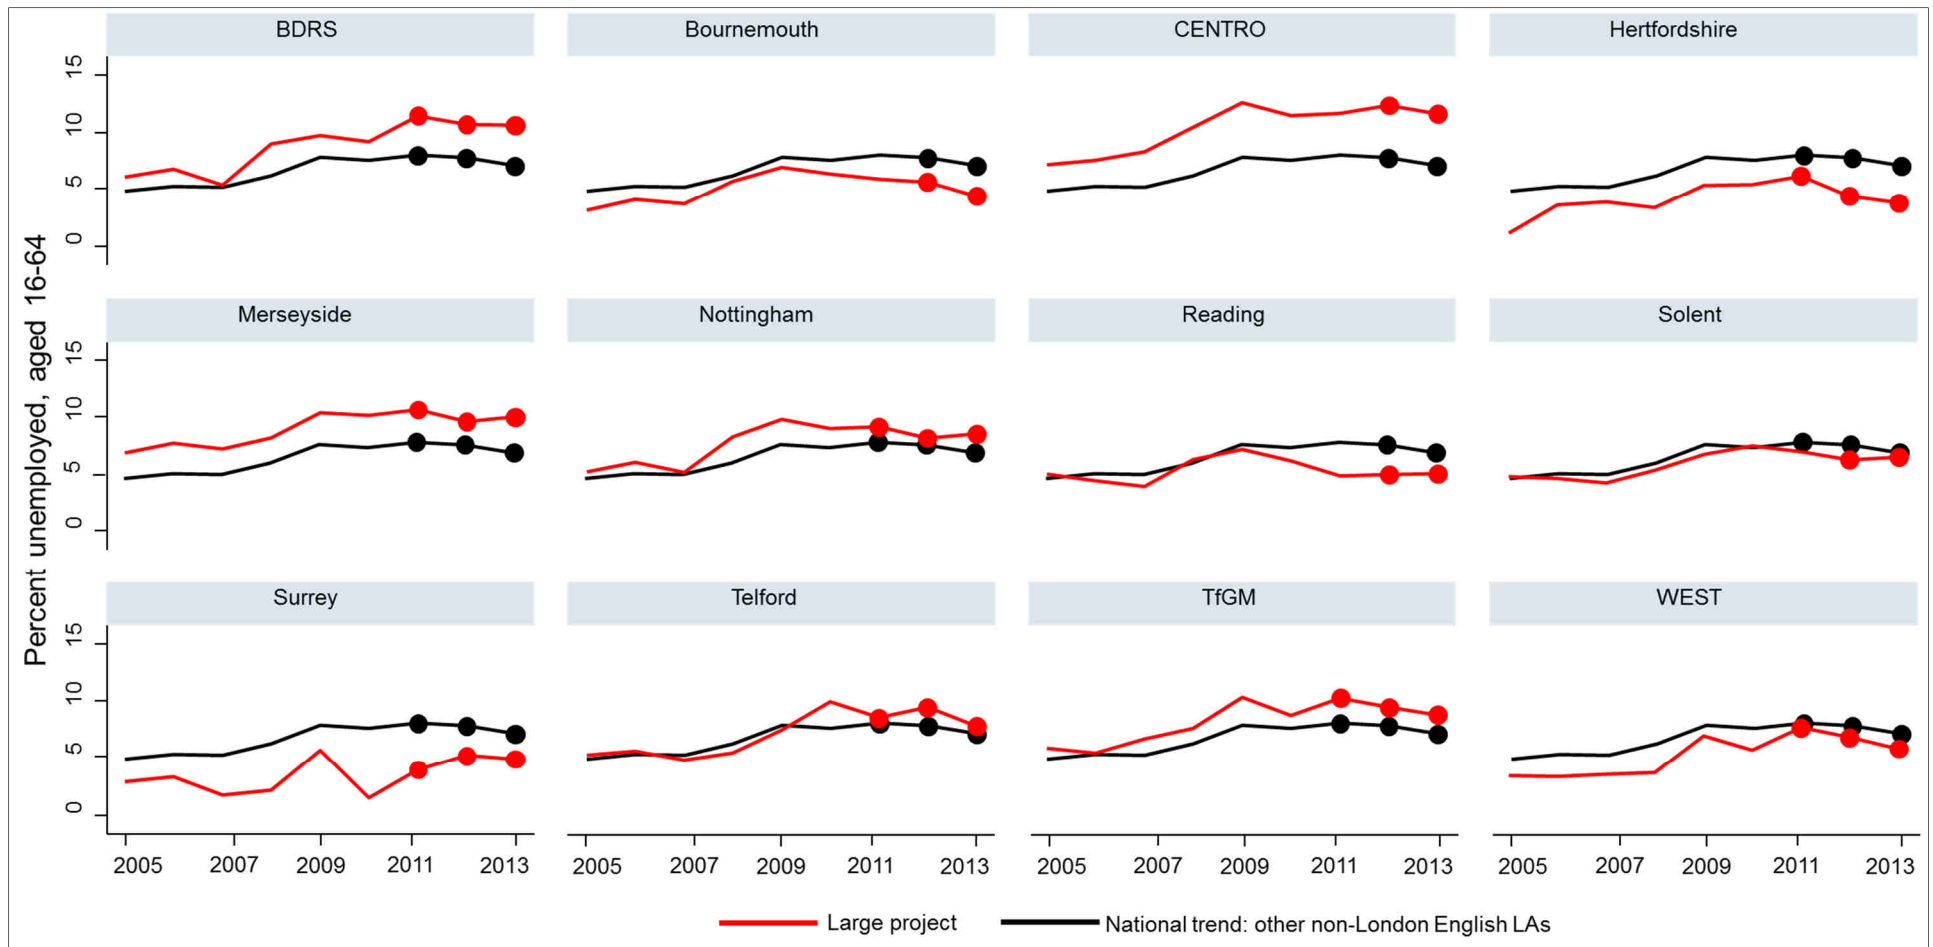 BDRS Bournemouth CENTRO Hertfordshire
15
10
5
0
Percent unemployed, aged 16-64
Merseyside Nottingham Reading Solent
15
10
5
0
Surrey Telford TfGM WEST
15
10
5
0
2005 2007 2009 2011 2013 2005 2007 2009 2011 2013 2005 2007 2009 2011 2013 2005 2007 2009 2011 2013
Large project National trend: other non-London English LAs